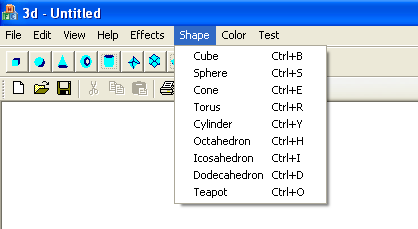 3d - Untitled
File Edit View Help Effects Shape Color Test
Cube Ctrl+B
Sphere Ctrl+S
Cone Ctrl+E
Torus Ctrl+R
Cylinder Ctrl+Y
Octahedron Ctrl+H
Icosahedron Ctrl+I
Dodecahedron Ctrl+D
Teapot Ctrl+O